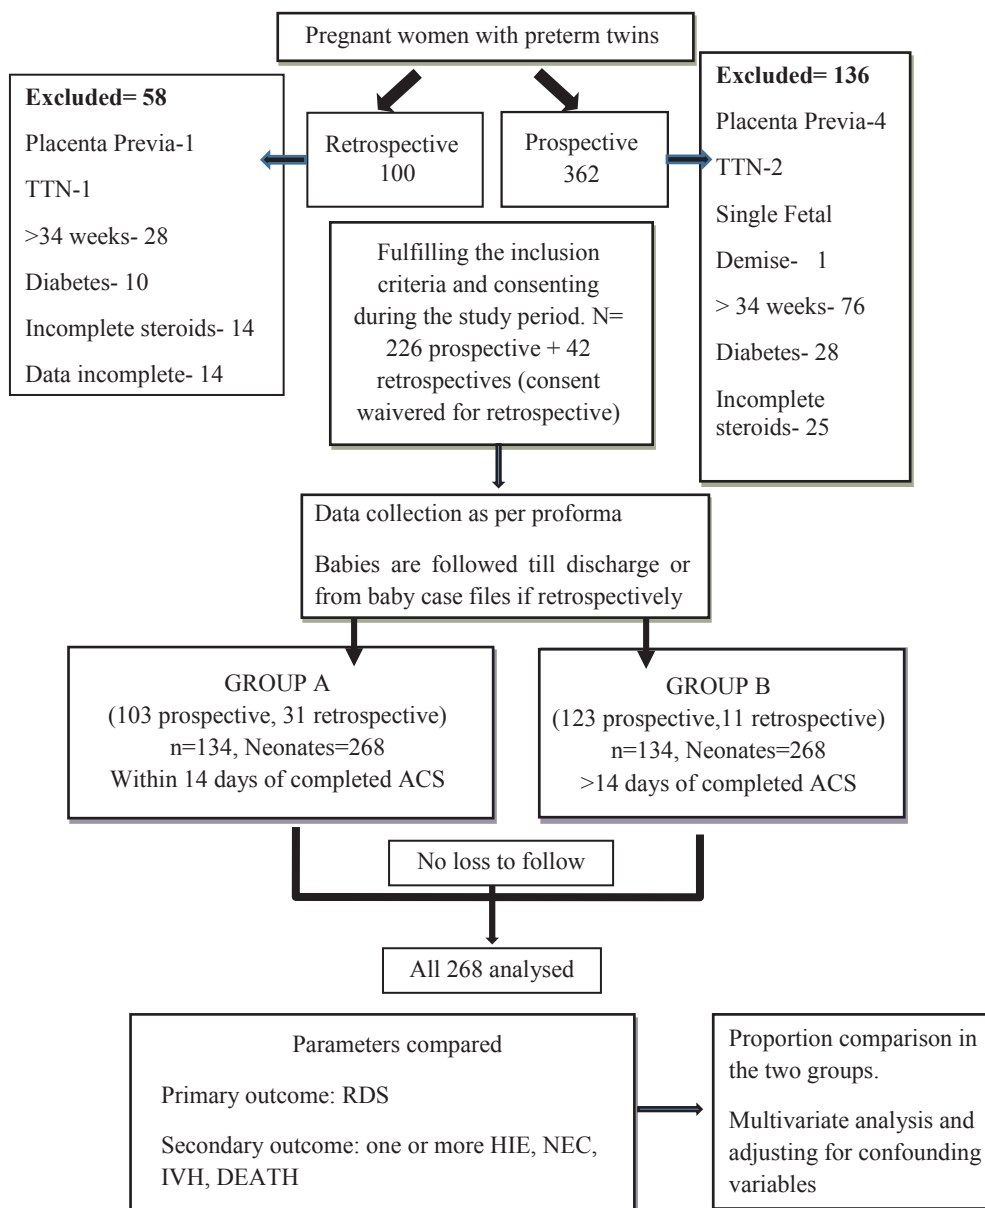 Pregnant women with preterm twins
Excluded= 58
Placenta Previa-1
TTN-1
>34 weeks- 28
Diabetes- 10
Incomplete steroids- 14
Data incomplete- 14
Retrospective
100
Prospective
362
Excluded= 136
Placenta Previa-4
TTN-2
Single Fetal
Demise- 1
> 34 weeks-76
Diabetes- 28
Incomplete
steroids- 25
Fulfilling the inclusion
criteria and consenting
during the study period. N=
226 prospective + 42
retrospectives (consent
waivered for retrospective)
Data collection as per proforma
Babies are followed till discharge or
from baby case files if retrospectively
GROUP A
(103 prospective, 31 retrospective)
n=134, Neonates=268
Within 14 days of completed ACS
GROUP B
(123 prospective,11 retrospective)
n=134, Neonates=268
>14 days of completed ACS
No loss to follow
All 268 analysed
Parameters compared
Primary outcome: RDS
Secondary outcome: one or more HIE, NEC,
IVH, DEATH
Proportion comparison in
the two groups.
Multivariate analysis and
adjusting for confounding
variables